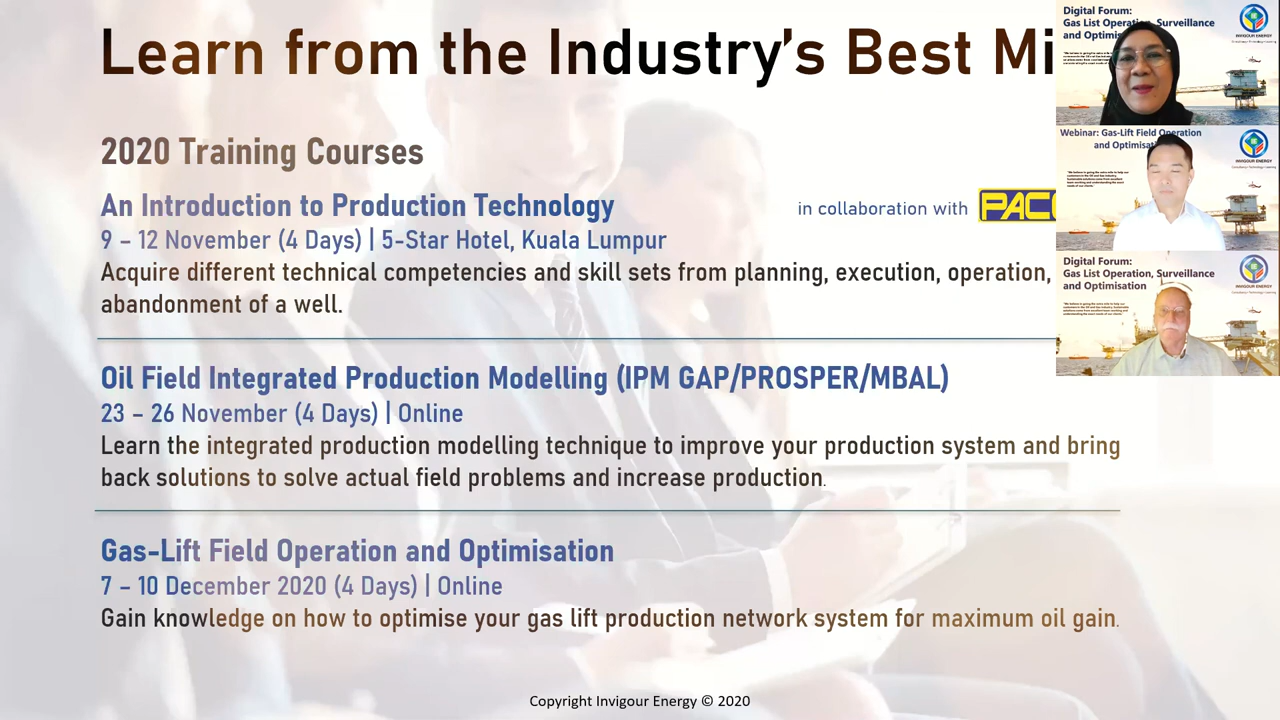 Learn from the Industry's Best Mi
2020 Training Courses
An Introduction to Production Technology
9 – 12 November (4 Days) | 5-Star Hotel, Kuala Lumpur
in collaboration with PAC
Acquire different technical competencies and skill sets from planning, execution, operation,
abandonment of a well.
Oil Field Integrated Production Modelling (IPM GAP/PROSPER/MBAL)
23 – 26 November (4 Days) | Online
Learn the integrated production modelling technique to improve your production system and bring
back solutions to solve actual field problems and increase production.
Gas-Lift Field Operation and Optimisation
7 – 10 December 2020 (4 Days) | Online
Gain knowledge on how to optimise your gas lift production network system for maximum oil gain.
Copyright Invigour Energy © 2020
Digital Forum:
Gas List Operation, Surveillance
and Optimis
INVIGOUR ENERGY
Webinar: Gas-Lift Field Operation
and Optimisati
INVIGOUR ENERGY
Digital Forum:
Gas List Operation, Surveillance
and Optimisation
INVIGOUR ENERGY